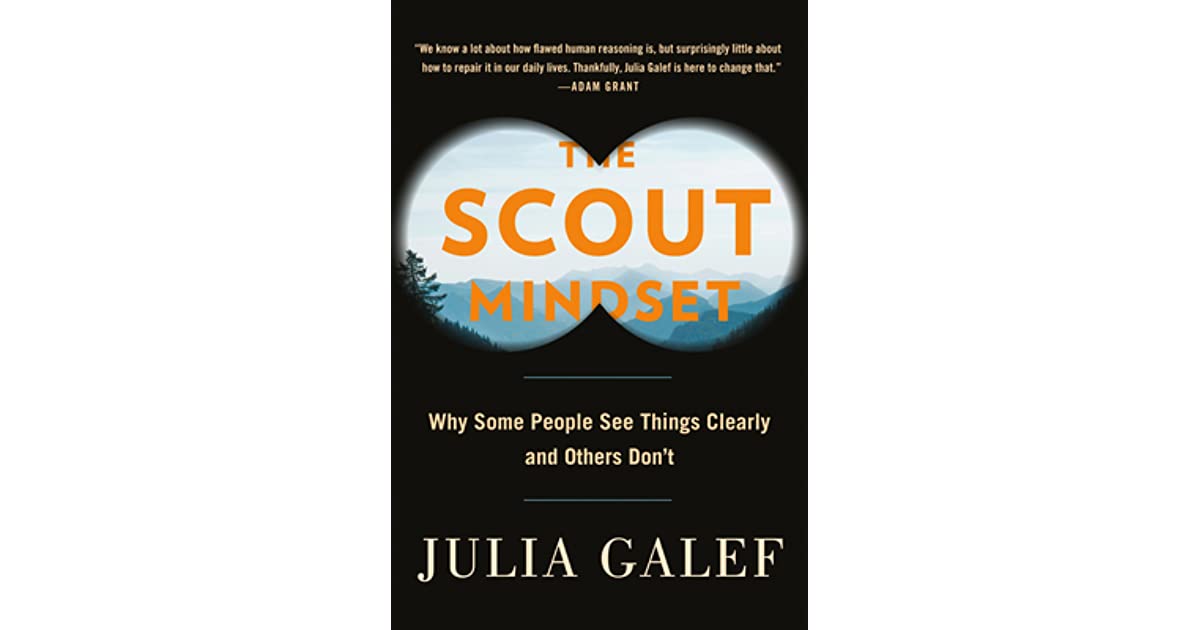 “We know a lot about how flawed human reasoning is, but surprisingly little about
how to repair it in our daily lives. Thankfully, Julia Galef is here to change that.”
—ADAM GRANT
THE
SCOUT
MINDSET
Why Some People See Things Clearly
and Others Don’t
JULIA GALEF